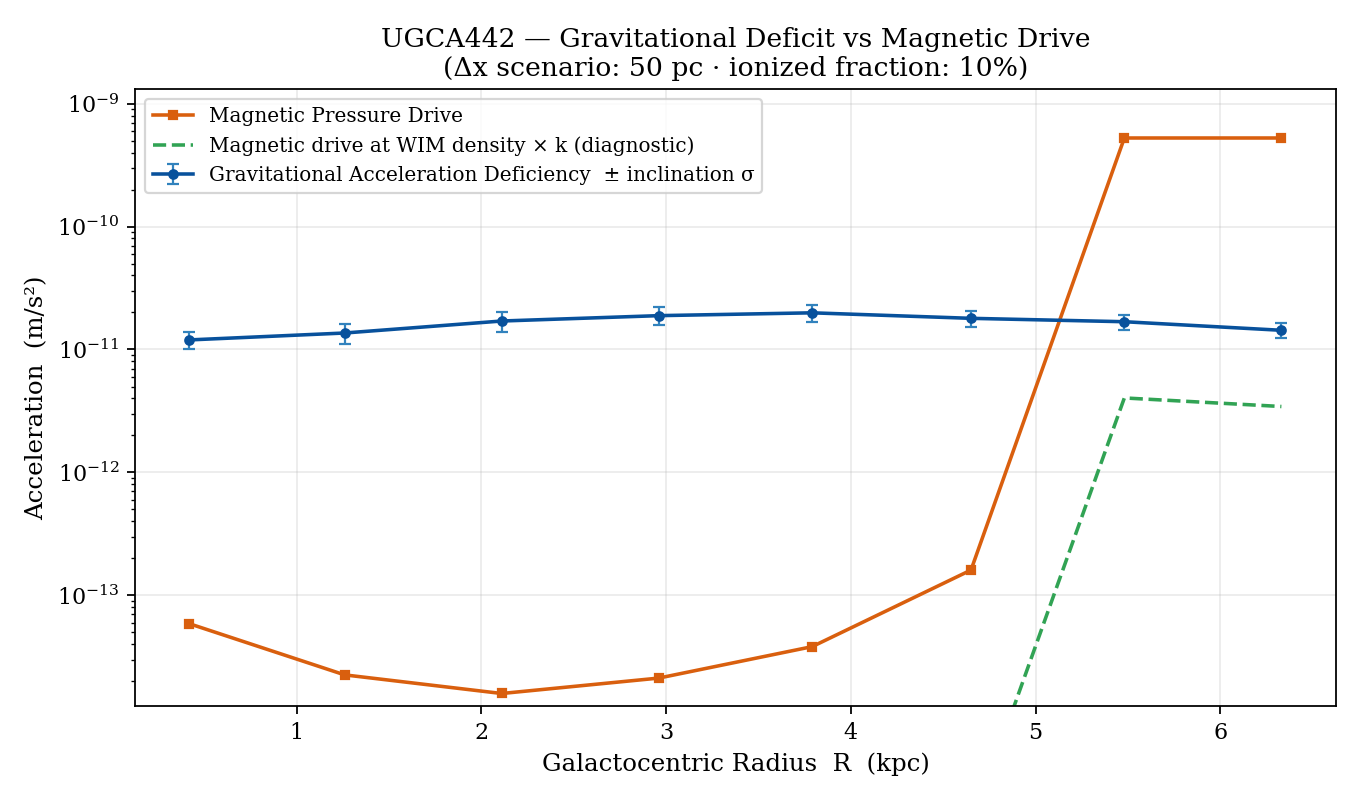 UGCA442 — Gravitational Deficit vs Magnetic Drive
(Δx scenario: 50 pc · ionized fraction: 10%)
Magnetic Pressure Drive
Magnetic drive at WIM density × k (diagnostic)
Gravitational Acceleration Deficiency ± inclination σ
Acceleration (m/s²)
10⁻⁹
10⁻¹⁰
10⁻¹¹
10⁻¹²
10⁻¹³
1 2 3 4 5 6
Galactocentric Radius R (kpc)